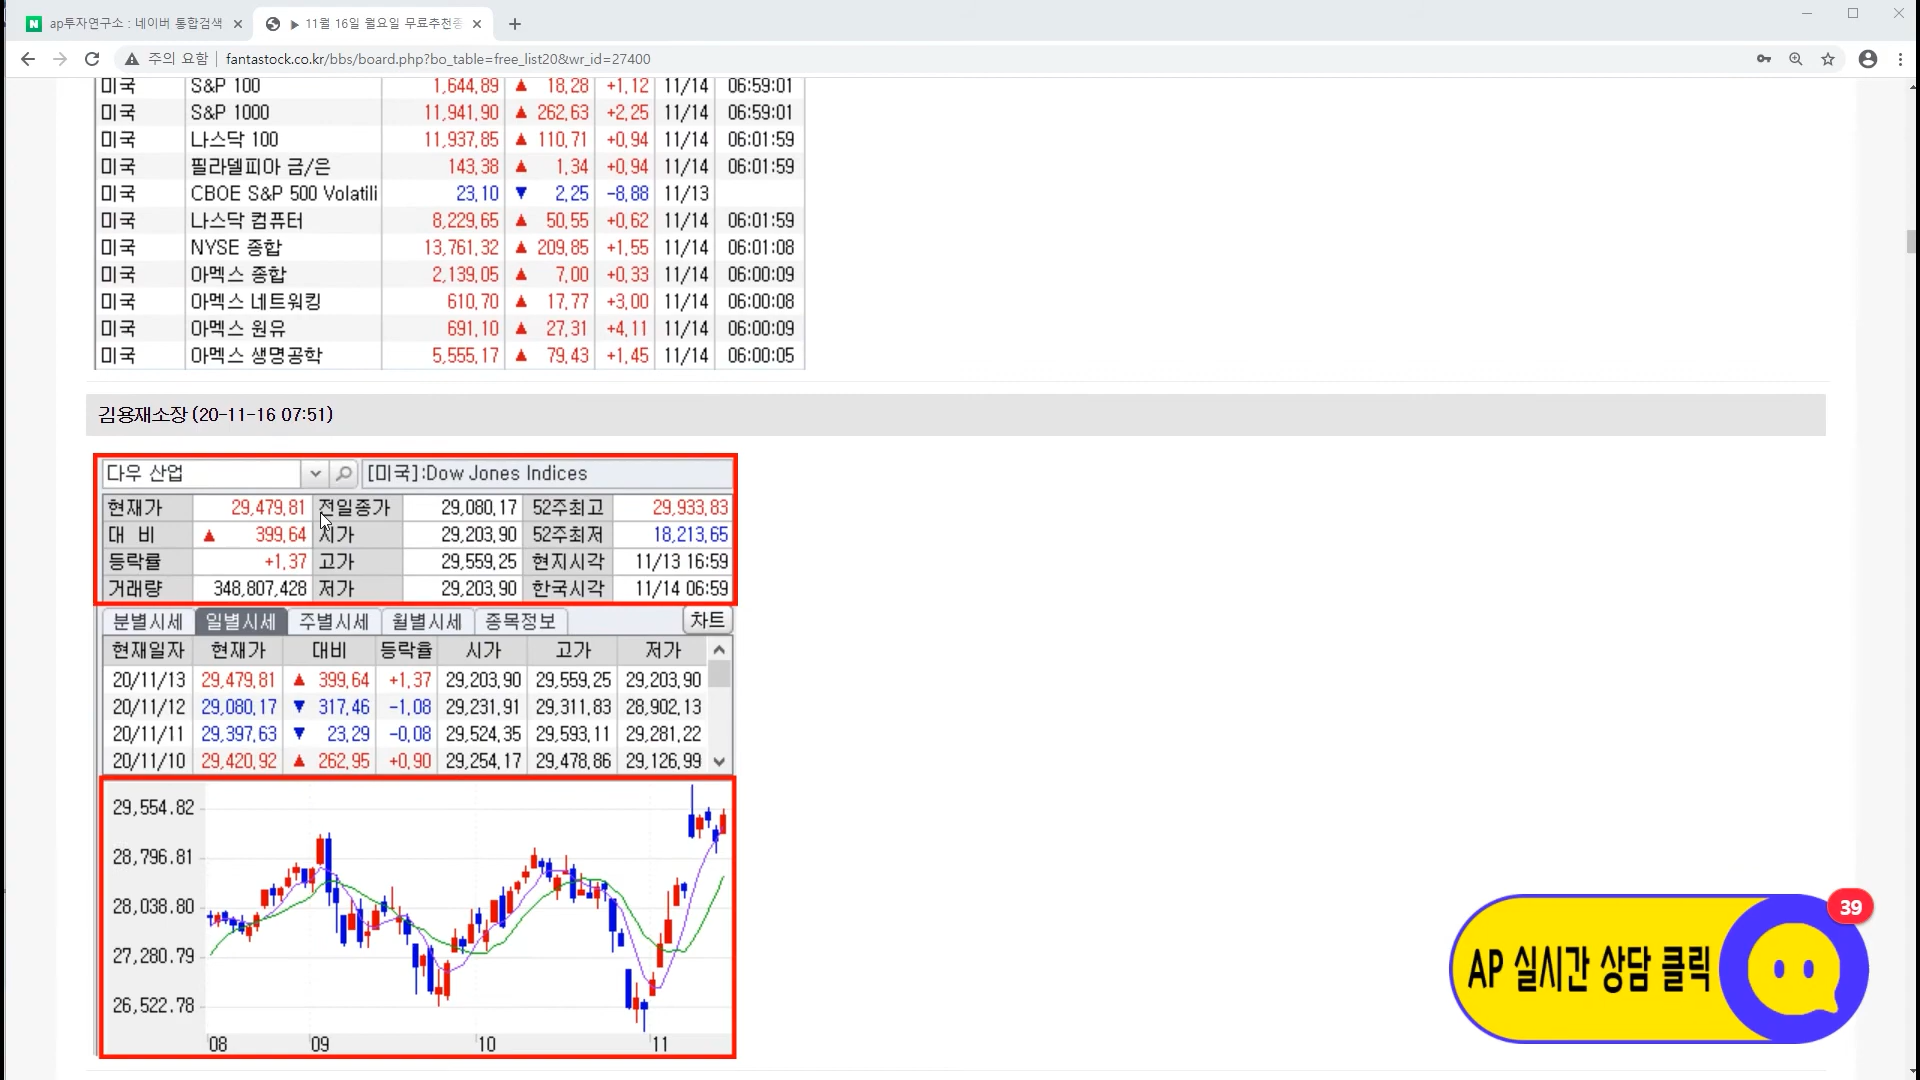 ap투자연구소 : 네이버 통합검색
▶ 11월 16일 월요일 무료추천종
주의 요함 fantastock.co.kr/bbs/board.php?bo_table=free_list20&wr_id=27400
미국 S&P 100 1,644,89 ▲ 18,28 +1,12 11/14 06:59:01
미국 S&P 1000 11,941,90 ▲ 262,63 +2,25 11/14 06:59:01
미국 나스닥 100 11,937,85 ▲ 110,71 +0,94 11/14 06:01:59
미국 필라델피아 금/은 143,38 ▲ 1,34 +0,94 11/14 06:01:59
미국 CBOE S&P 500 Volatili 23,10 ▼ 2,25 -8,88 11/13
미국 나스닥 컴퓨터 8,229,65 ▲ 50,55 +0,62 11/14 06:01:59
미국 NYSE 종합 13,761,32 ▲ 209,85 +1,55 11/14 06:01:08
미국 아멕스 종합 2,139,05 ▲ 7,00 +0,33 11/14 06:00:09
미국 아멕스 네트워킹 610,70 ▲ 17,77 +3,00 11/14 06:00:08
미국 아멕스 원유 691,10 ▲ 27,31 +4,11 11/14 06:00:09
미국 아멕스 생명공학 5,555,17 ▲ 79,43 +1,45 11/14 06:00:05
김용재소장 (20-11-16 07:51)
다우 산업 [미국]:Dow Jones Indices
현재가 29,479,81 전일종가 29,080,17 52주최고 29,933,83
대 비 ▲ 399,64 시가 29,203,90 52주최저 18,213,65
등락률 +1,37 고가 29,559,25 현지시각 11/13 16:59
거래량 348,807,428 저가 29,203,90 한국시각 11/14 06:59
분별시세 일별시세 주별시세 월별시세 종목정보 차트
현재일자 현재가 대비 등락율 시가 고가 저가
20/11/13 29,479,81 ▲ 399,64 +1,37 29,203,90 29,559,25 29,203,90
20/11/12 29,080,17 ▼ 317,46 -1,08 29,231,91 29,311,83 28,902,13
20/11/11 29,397,63 ▼ 23,29 -0,08 29,524,35 29,593,11 29,281,22
20/11/10 29,420,92 ▲ 262,95 +0,90 29,254,17 29,478,86 29,126,99
29,554.82
28,796.81
28,038.80
27,280.79
26,522.78
08 09 10 11
39
AP 실시간 상담 클릭